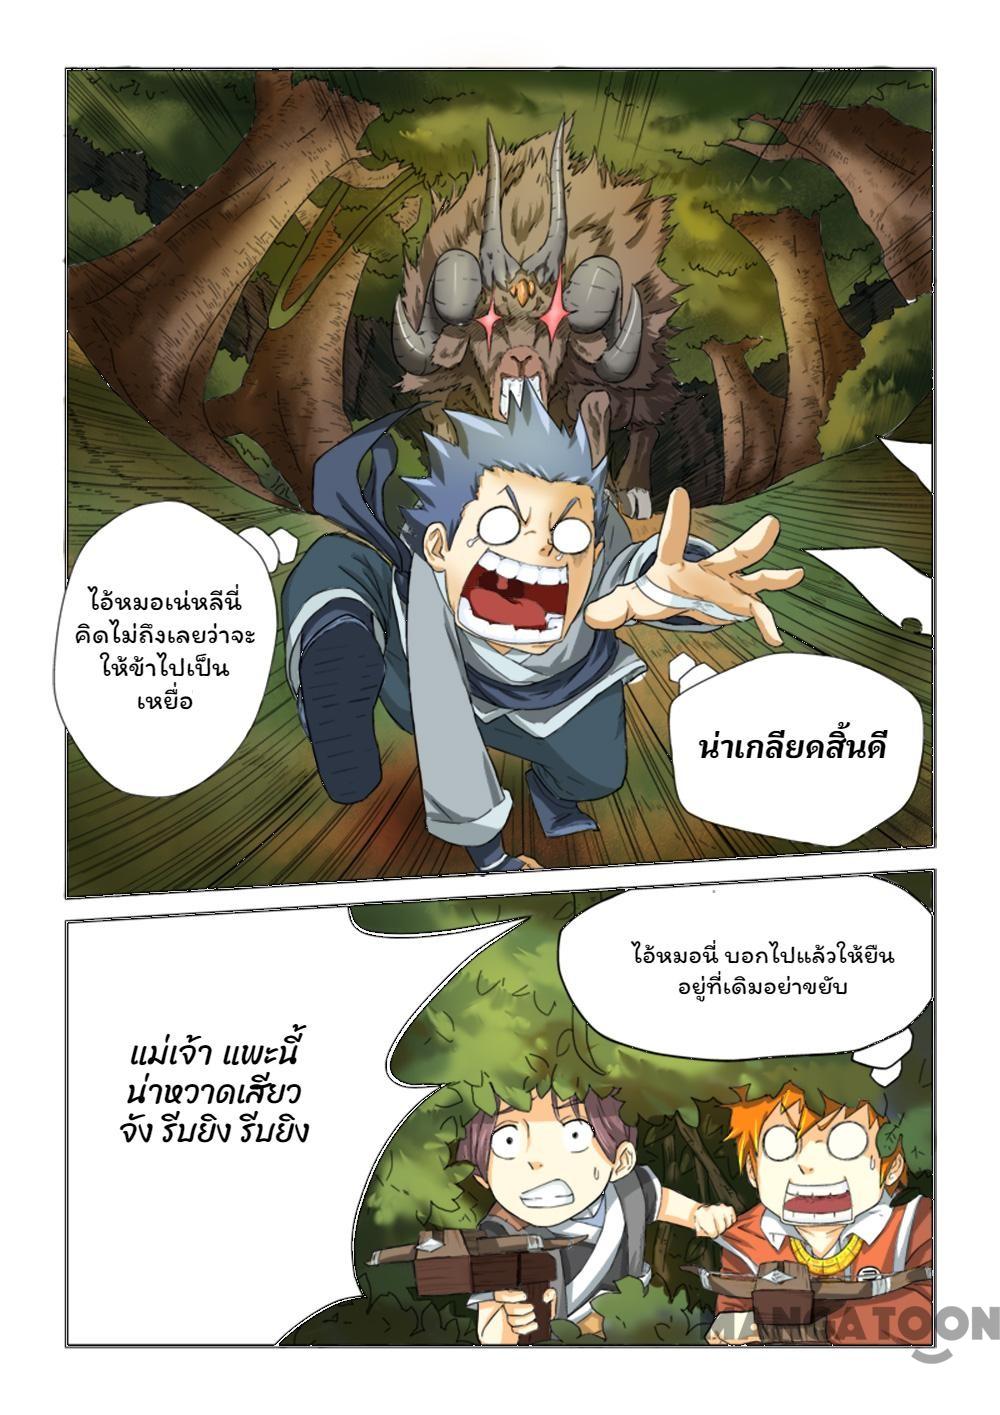 ไอ้หมอเน่หลีนี่
คิดไม่ถึงเลยว่าจะ
ให้ข้าไปเป็น
เหยื่อ
น่าเกลียดสิ้นดี
ไอ้หมอนี่ บอกไปแล้วให้ยืน
อยู่ที่เดิมอย่าขยับ
แม่เจ้า แพะนี้
น่าหวาดเสียว
จัง รีบยิง รีบยิง
MANGATOON